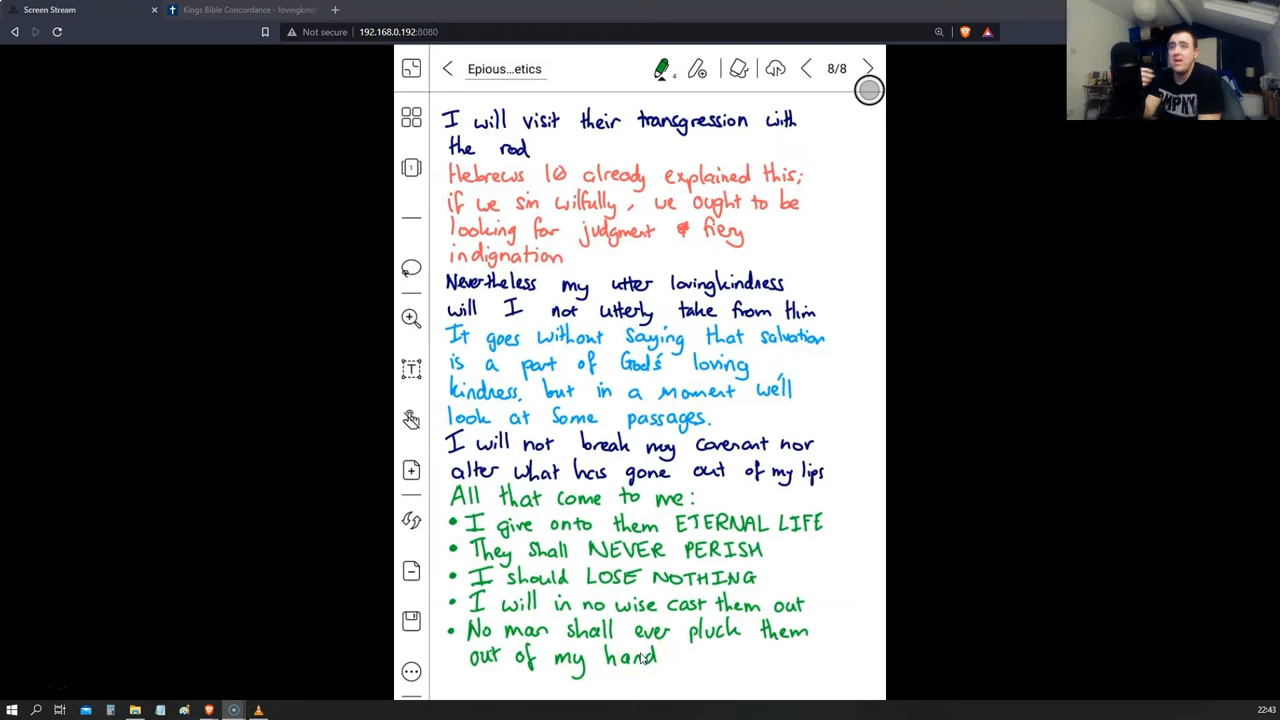 Screen Stream
Kings Bible Concordance - lovingkind
Not secure 192.168.0.192:8080
Epious...etics
4
8/8
1
T
I will visit their transgression with
the rod
Hebrews 10 already explained this;
if we sin wilfully, we ought to be
looking for judgment & fiery
indignation
Nevertheless my utter lovingkindness
will I not utterly take from him
It goes without saying that salvation
is a part of God's loving
kindness, but in a moment we'll
look at some passages.
I will not break my covenant nor
alter what has gone out of my lips
All that come to me:
• I give onto them ETERNAL LIFE
• They shall NEVER PERISH
• I should LOSE NOTHING
• I will in no wise cast them out
• No man shall ever pluck them
out of my hand
22:43